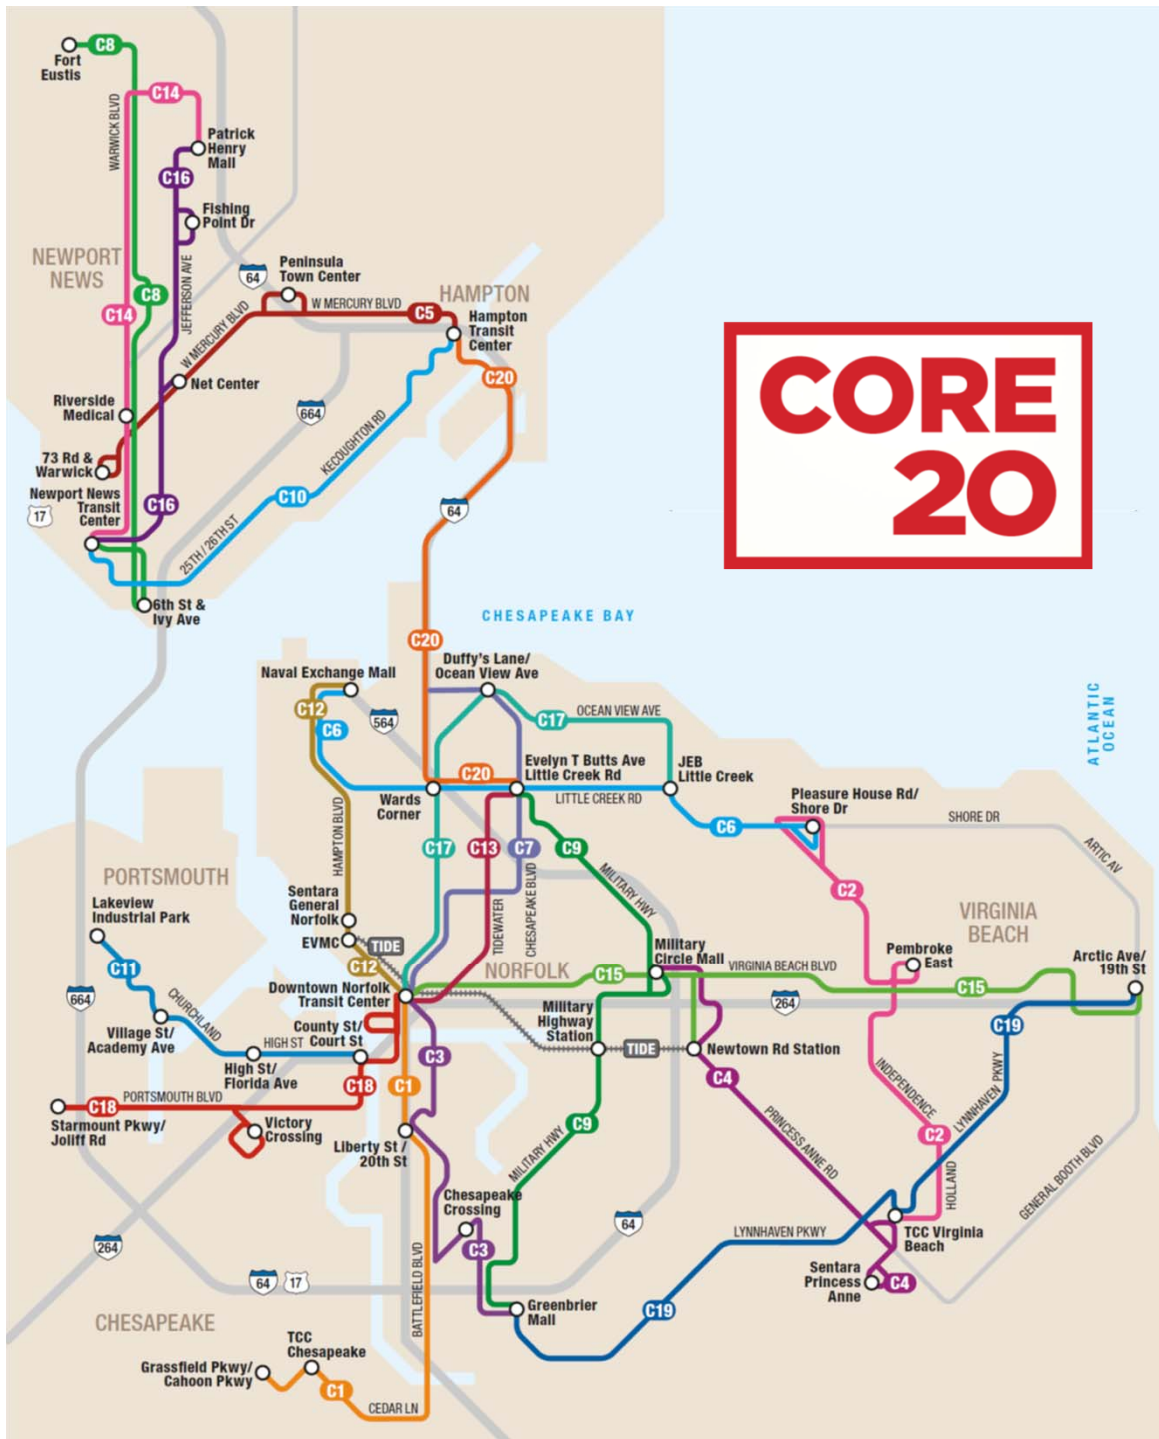 C8
Fort
Eustis
C14
WARWICK BLVD
Patrick
Henry
Mall
C16
Fishing
Point Dr
NEWPORT
NEWS
JEFFERSON AVE
C8
C14
64
Peninsula
Town Center
W MERCURY BLVD
W MERCURY BLVD
C5
HAMPTON
Hampton
Transit
Center
C20
Net Center
Riverside
Medical
664
KECOUGHTON RD
73 Rd &
Warwick
Newport News
Transit
Center
17
C16
C10
25TH / 26TH ST
64
6th St &
Ivy Ave
CORE
20
CHESAPEAKE BAY
C20
Naval Exchange Mall
Duffy's Lane/
Ocean View Ave
C12
C6
564
C17
OCEAN VIEW AVE
ATLANTIC
OCEAN
C20
Evelyn T Butts Ave
Little Creek Rd
JEB
Little Creek
Wards
Corner
LITTLE CREEK RD
Pleasure House Rd/
Shore Dr
SHORE DR
C6
HAMPTON BLVD
C17
C13
C7
C9
ARTIC AV
PORTSMOUTH
MILITARY HWY
C2
Lakeview
Industrial Park
Sentara
General
Norfolk
TIDEWATER
CHESAPEAKE BLVD
VIRGINIA
BEACH
EVMC
TIDE
Military
Circle Mall
Pembroke
East
Arctic Ave/
19th St
C11
C12
NORFOLK
C15
VIRGINIA BEACH BLVD
C15
664
Downtown Norfolk
Transit Center
264
CHURCHLAND
Village St/
Academy Ave
County St/
Court St
HIGH ST
Military
Highway
Station
TIDE
Newtown Rd Station
C19
High St/
Florida Ave
C3
C18
C1
C4
INDEPENDENCE
LYNNHAVEN PKWY
C18
PORTSMOUTH BLVD
Starmount Pkwy/
Joliff Rd
Victory
Crossing
Liberty St /
20th St
C9
PRINCESS ANNE RD
C2
MILITARY HWY
HOLLAND
GENERAL BOOTH BLVD
Chesapeake
Crossing
64
C3
LYNNHAVEN PKWY
TCC Virginia
Beach
264
64
17
BATTLEFIELD BLVD
Sentara
Princess
Anne
C4
CHESAPEAKE
Greenbrier
Mall
C19
TCC
Chesapeake
Grassfield Pkwy/
Cahoon Pkwy
C1
CEDAR LN